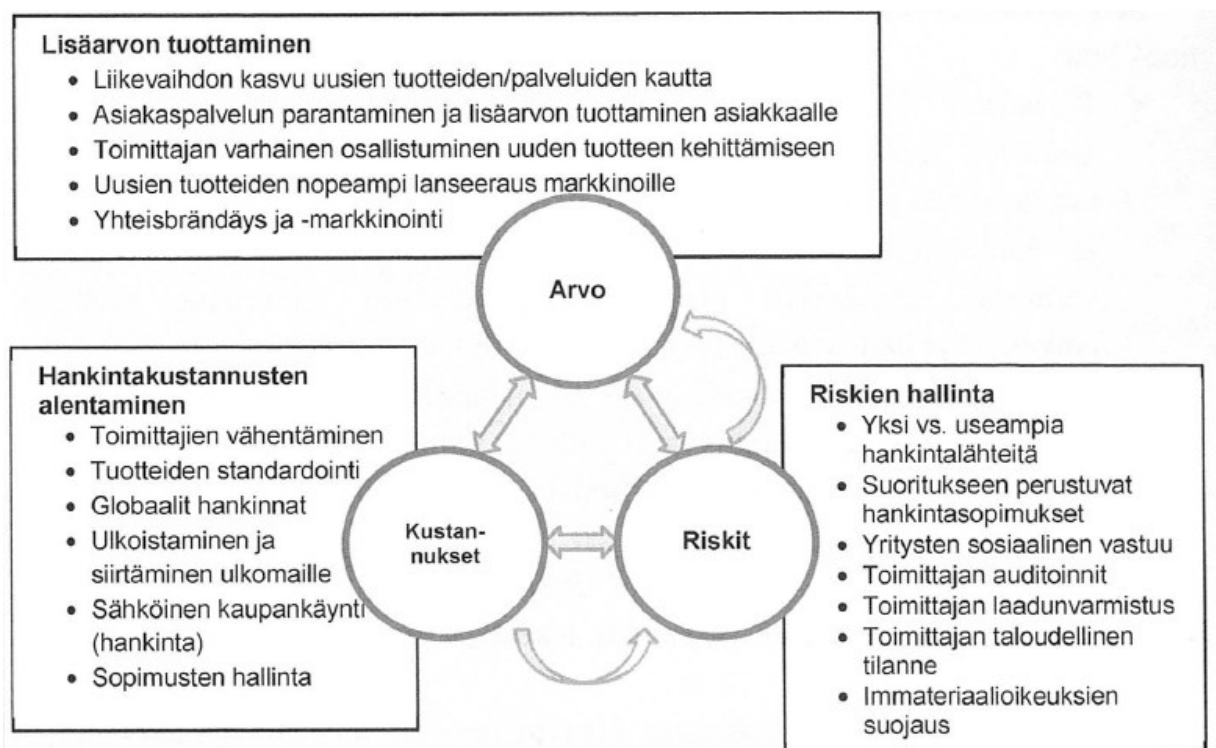 Lisäarvon tuottaminen
• Liikevaihdon kasvu uusien tuotteiden/palveluiden kautta
• Asiakaspalvelun parantaminen ja lisäarvon tuottaminen asiakkaalle
• Toimittajan varhainen osallistuminen uuden tuotteen kehittämiseen
• Uusien tuotteiden nopeampi lanseeraus markkinoille
• Yhteisbrändäys ja -markkinointi
Arvo
Hankintakustannusten
alentaminen
• Toimittajien vähentäminen
• Tuotteiden standardointi
• Globaalit hankinnat
• Ulkoistaminen ja
siirtäminen ulkomaille
• Sähköinen kaupankäynti
(hankinta)
• Sopimusten hallinta
Kustan-
nukset
Riskit
Riskien hallinta
• Yksi vs. useampia
hankintalähteitä
• Suoritukseen perustuvat
hankintasopimukset
• Yritysten sosiaalinen vastuu
• Toimittajan auditoinnit
• Toimittajan laadunvarmistus
• Toimittajan taloudellinen
tilanne
• Immateriaalioikeuksien
suojaus